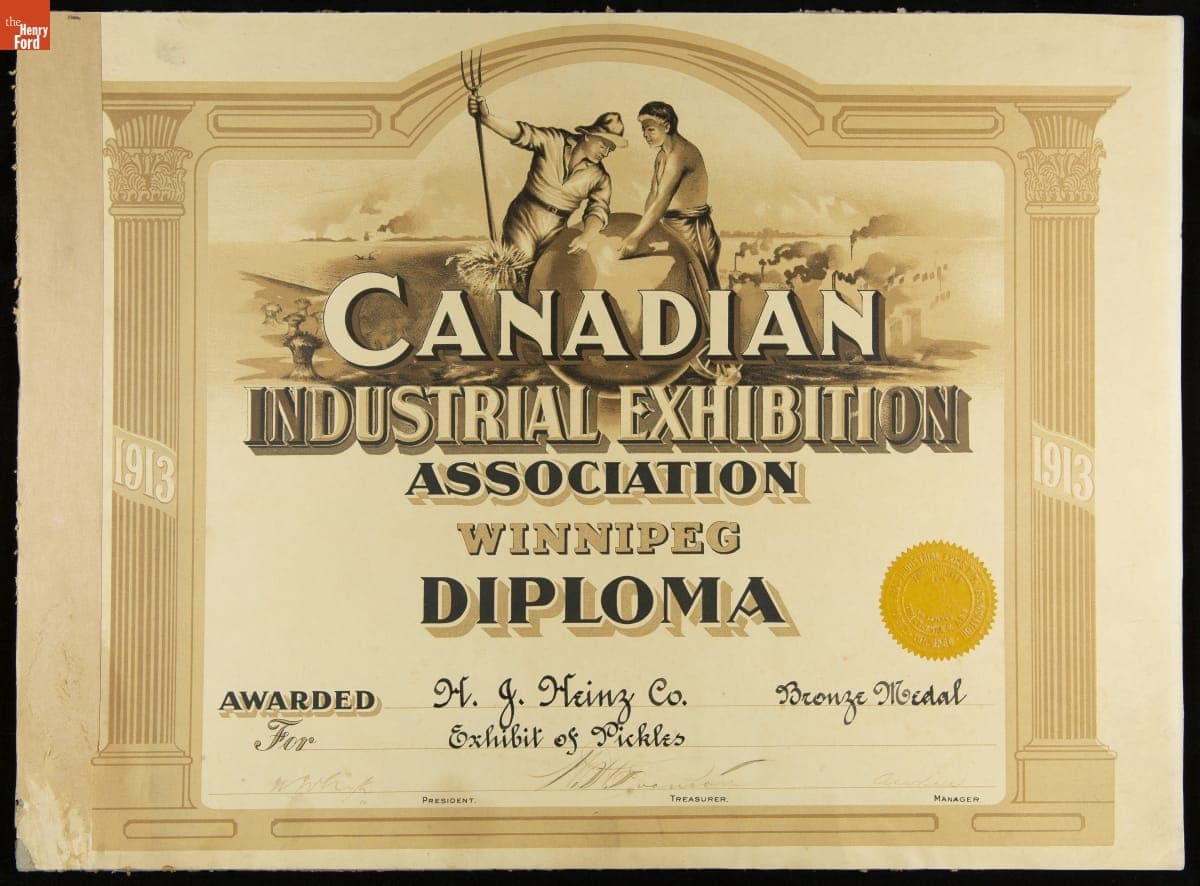 the
Henry
Ford
CANADIAN
INDUSTRIAL EXHIBITION
ASSOCIATION
WINNIPEG
DIPLOMA
1913
1913
AWARDED H. J. Heinz Co. Bronze Medal
For Exhibit of Pickles
PRESIDENT. TREASURER. MANAGER